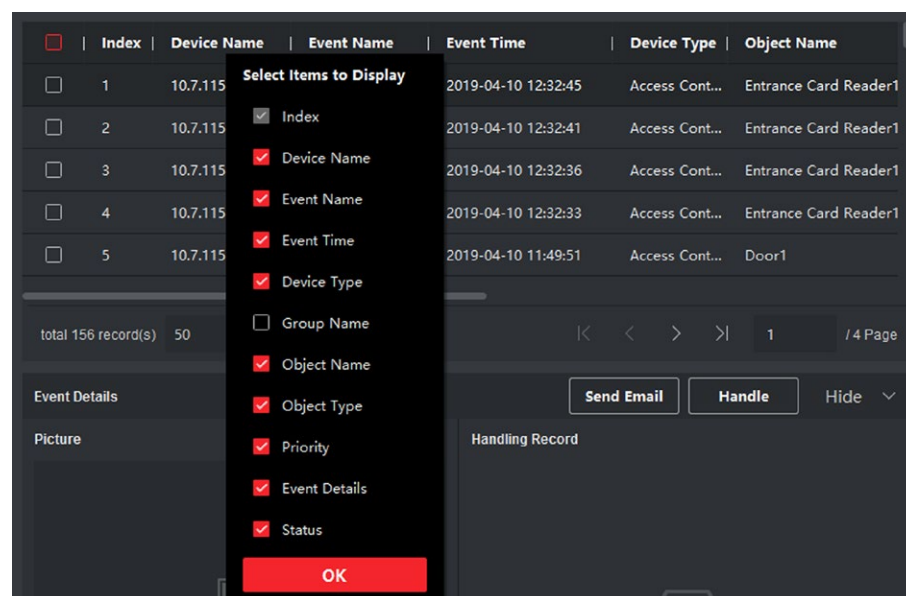 Index Device Name Event Name Event Time Device Type Object Name
1 10.7.115 2019-04-10 12:32:45 Access Cont... Entrance Card Reader1
2 10.7.115 2019-04-10 12:32:41 Access Cont... Entrance Card Reader1
3 10.7.115 2019-04-10 12:32:36 Access Cont... Entrance Card Reader1
4 10.7.115 2019-04-10 12:32:33 Access Cont... Entrance Card Reader1
5 10.7.115 2019-04-10 11:49:51 Access Cont... Door1
Select Items to Display
Index
Device Name
Event Name
Event Time
Device Type
Group Name
Object Name
Object Type
Priority
Event Details
Status
OK
total 156 record(s) 50 1 / 4 Page
Event Details Send Email Handle Hide
Picture Handling Record